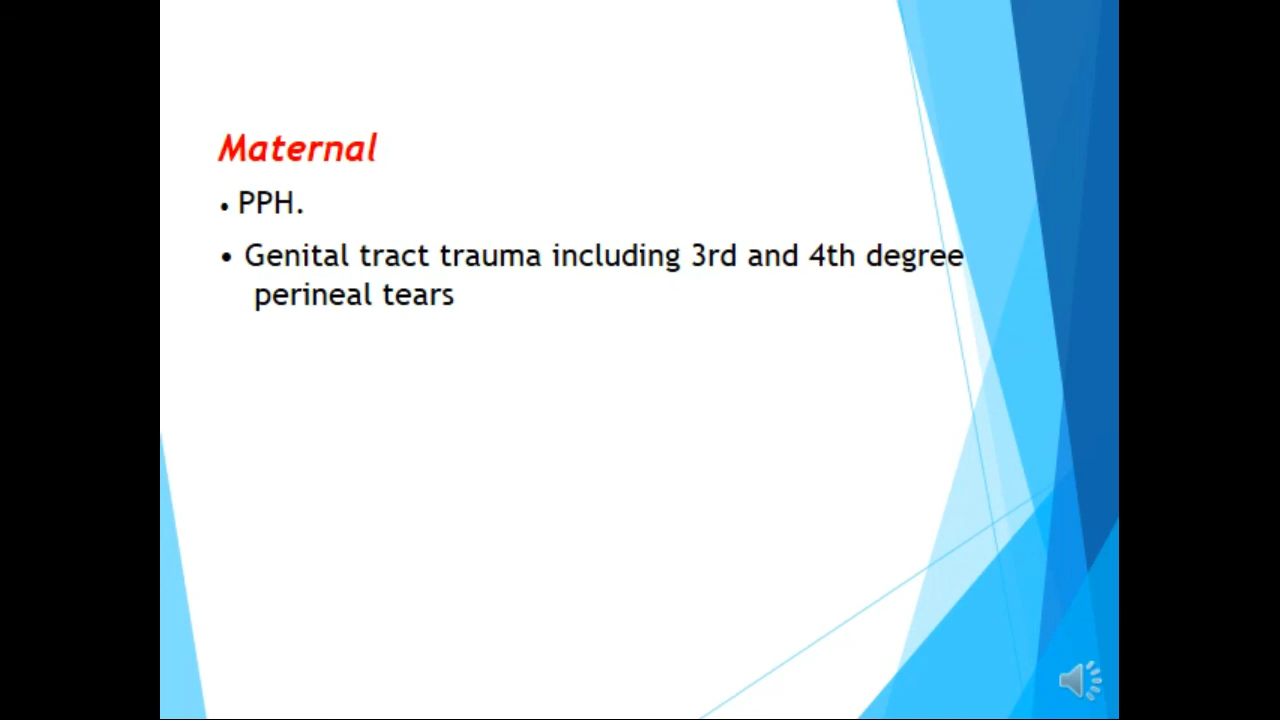 Maternal
• PPH.
• Genital tract trauma including 3rd and 4th degree
perineal tears